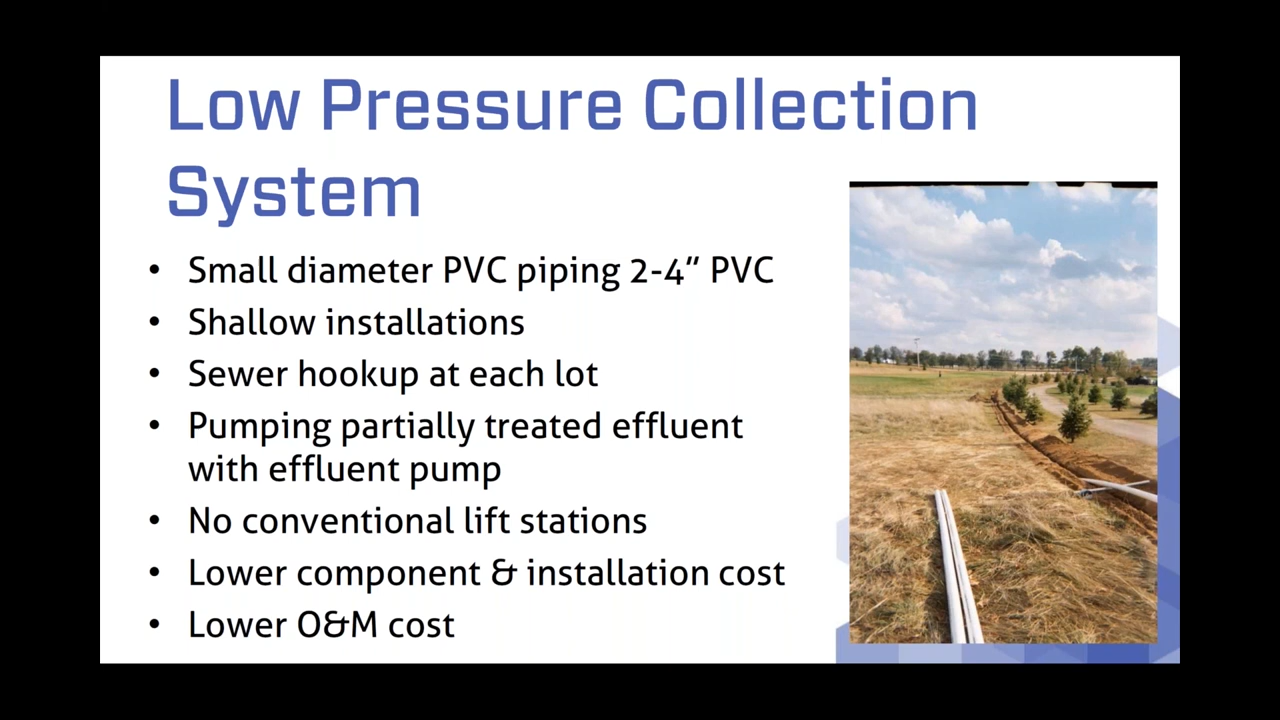 Low Pressure Collection
System
• Small diameter PVC piping 2-4” PVC
• Shallow installations
• Sewer hookup at each lot
• Pumping partially treated effluent
with effluent pump
• No conventional lift stations
• Lower component & installation cost
• Lower O&M cost